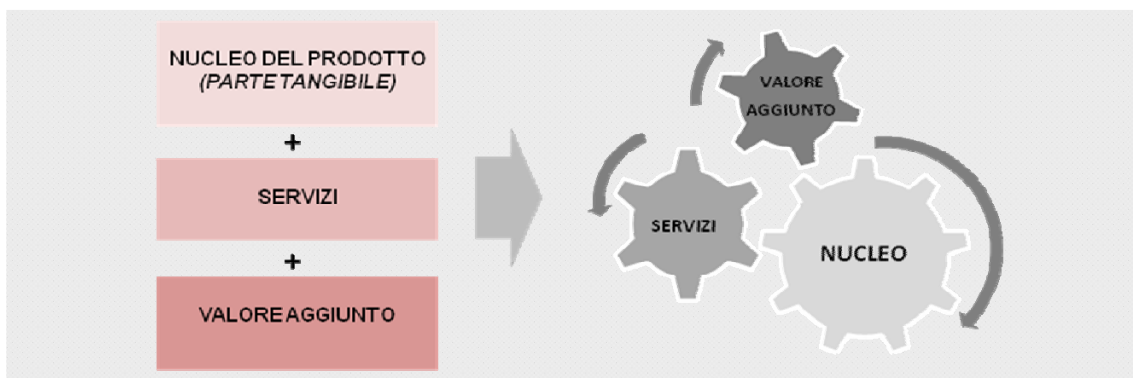 NUCLEO DEL PRODOTTO
(PARTE TANGIBILE)
+
SERVIZI
+
VALORE AGGIUNTO
VALORE
AGGIUNTO
SERVIZI
NUCLEO